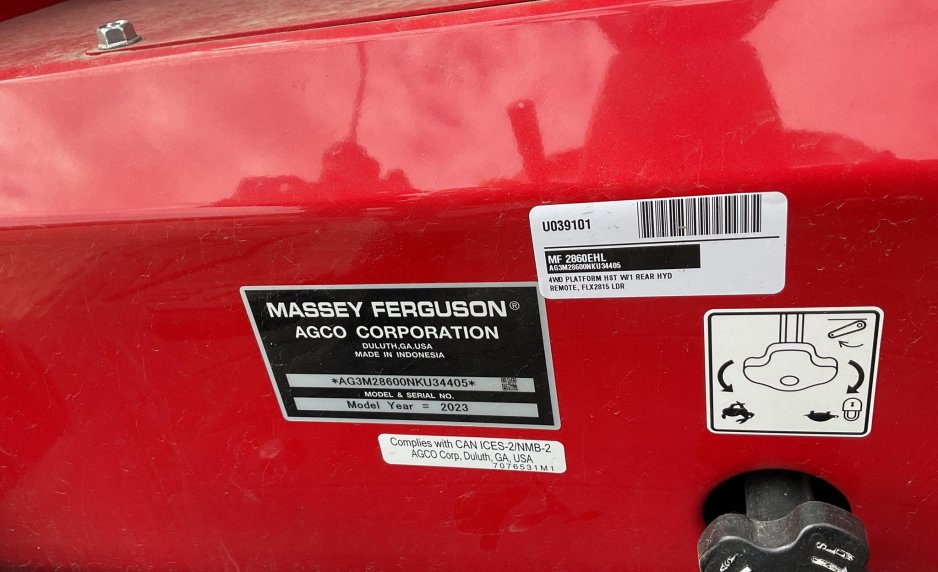 U039101
MF 2860EHL
AG3M28600NKU34405
4WD PLATFORM HST W/1 REAR HYD
REMOTE, FLX2815 LDR
MASSEY FERGUSON®
AGCO CORPORATION
DULUTH,GA.USA
MADE IN INDONESIA
*AG3M28600NKU34405*
MODEL & SERIAL NO.
Model Year = 2023
Complies with CAN ICES-2/NMB-2
AGCO Corp, Duluth, GA, USA
7076531M1